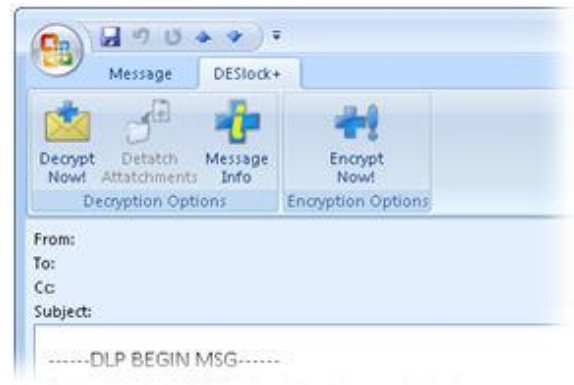 Message DESlock+
Decrypt Now! Detatch Attatchments Message Info Encrypt Now!
Decryption Options Encryption Options
From:
To:
Cc:
Subject:
------DLP BEGIN MSG------